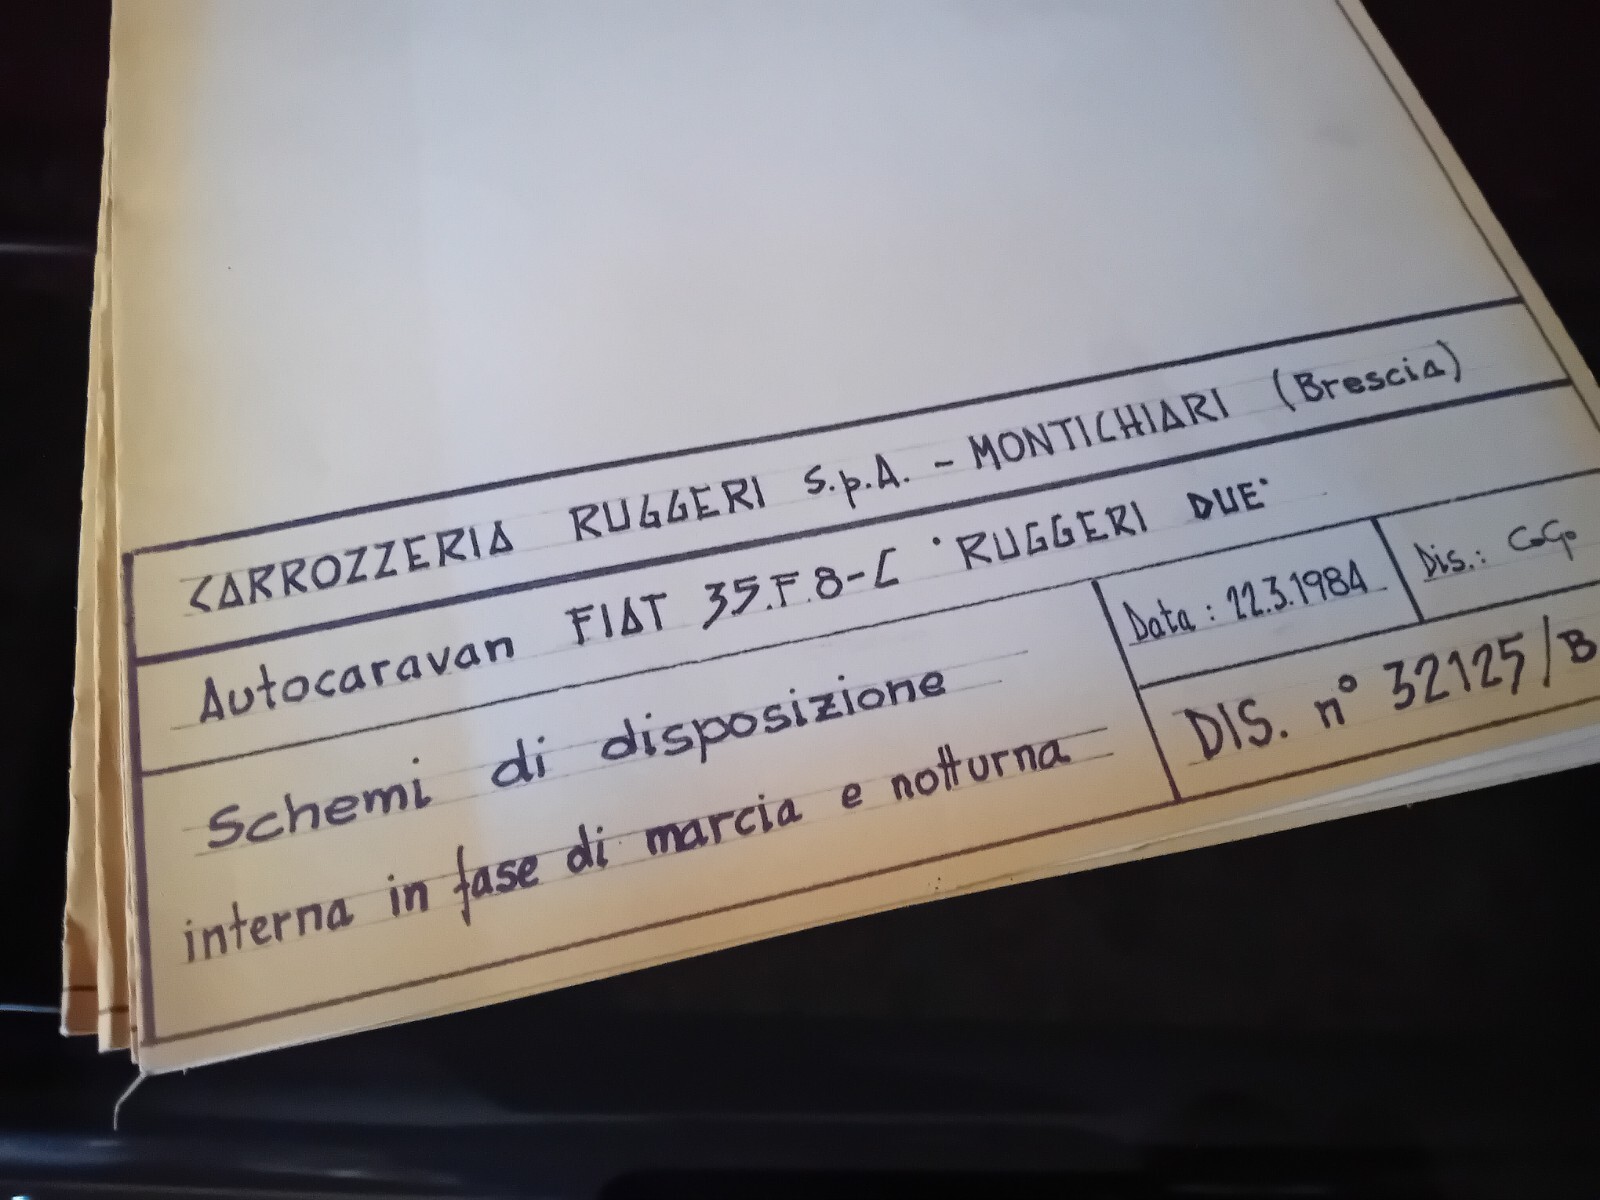 CARROZZERIA RUGGERI S.p.A. - MONTICHIARI (Brescia)
Autocaravan FIAT 35.F.8-C "RUGGERI DUE"
Schemi di disposizione
interna in fase di marcia e notturna
Data: 22.3.1984
Dis.: CoGo
DIS. n° 32125/B